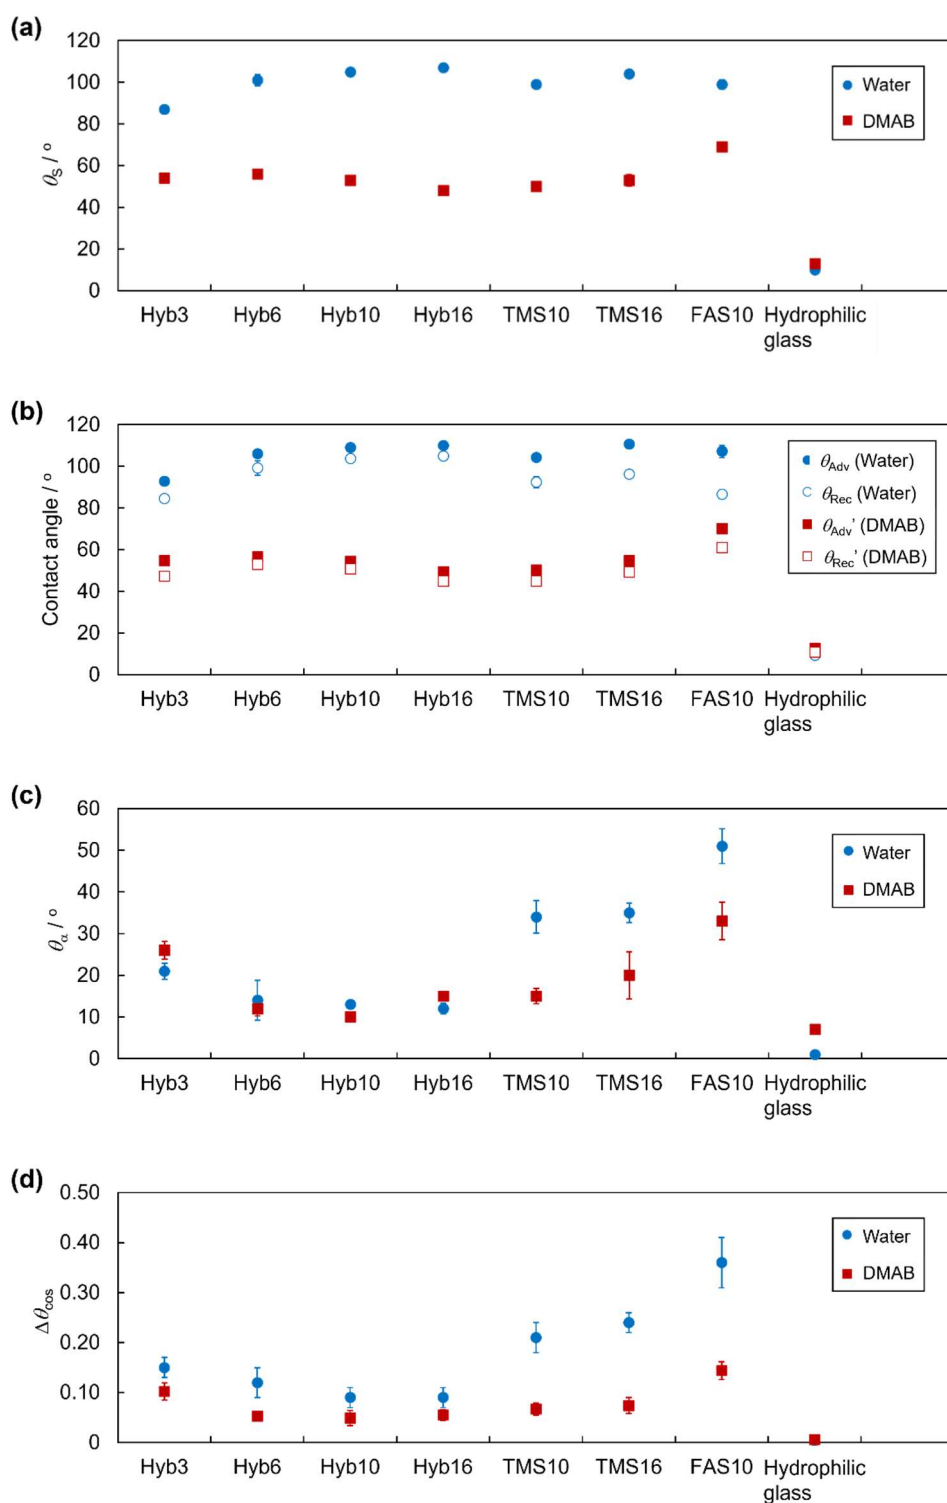 (a)
120
100
80
60
40
20
0
θS / °
Water
DMAB
Hyb3 Hyb6 Hyb10 Hyb16 TMS10 TMS16 FAS10 Hydrophilic
glass
(b)
120
100
80
60
40
20
0
Contact angle / °
θAdv (Water)
θRec (Water)
θAdv' (DMAB)
θRec' (DMAB)
Hyb3 Hyb6 Hyb10 Hyb16 TMS10 TMS16 FAS10 Hydrophilic
glass
(c)
60
50
40
30
20
10
0
θα / °
Water
DMAB
Hyb3 Hyb6 Hyb10 Hyb16 TMS10 TMS16 FAS10 Hydrophilic
glass
(d)
0.50
0.40
0.30
0.20
0.10
0
Δθcos
Water
DMAB
Hyb3 Hyb6 Hyb10 Hyb16 TMS10 TMS16 FAS10 Hydrophilic
glass